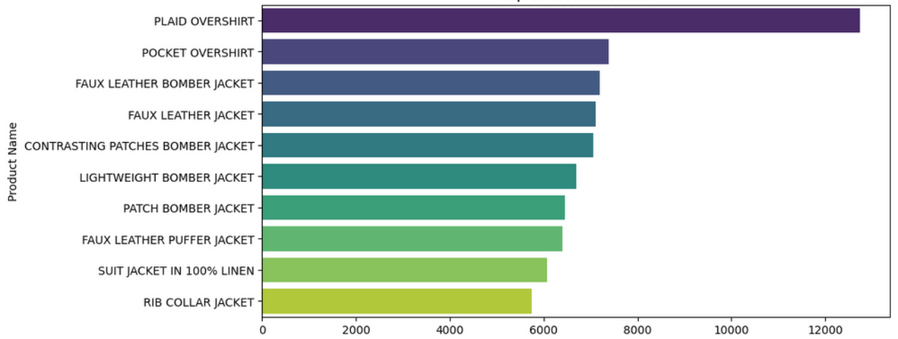 PLAID OVERSHIRT
POCKET OVERSHIRT
FAUX LEATHER BOMBER JACKET
FAUX LEATHER JACKET
CONTRASTING PATCHES BOMBER JACKET
LIGHTWEIGHT BOMBER JACKET
PATCH BOMBER JACKET
FAUX LEATHER PUFFER JACKET
SUIT JACKET IN 100% LINEN
RIB COLLAR JACKET
Product Name
0 2000 4000 6000 8000 10000 12000